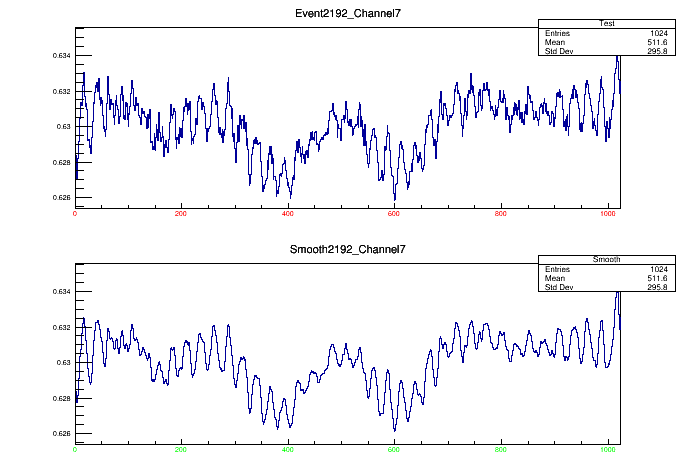 Event2192_Channel7
Test
Entries 1024
Mean 511.6
Std Dev 295.8
0.634
0.632
0.63
0.628
0.626
0 200 400 600 800 1000
Smooth2192_Channel7
Smooth
Entries 1024
Mean 511.6
Std Dev 295.8
0.634
0.632
0.63
0.628
0.626
0 200 400 600 800 1000